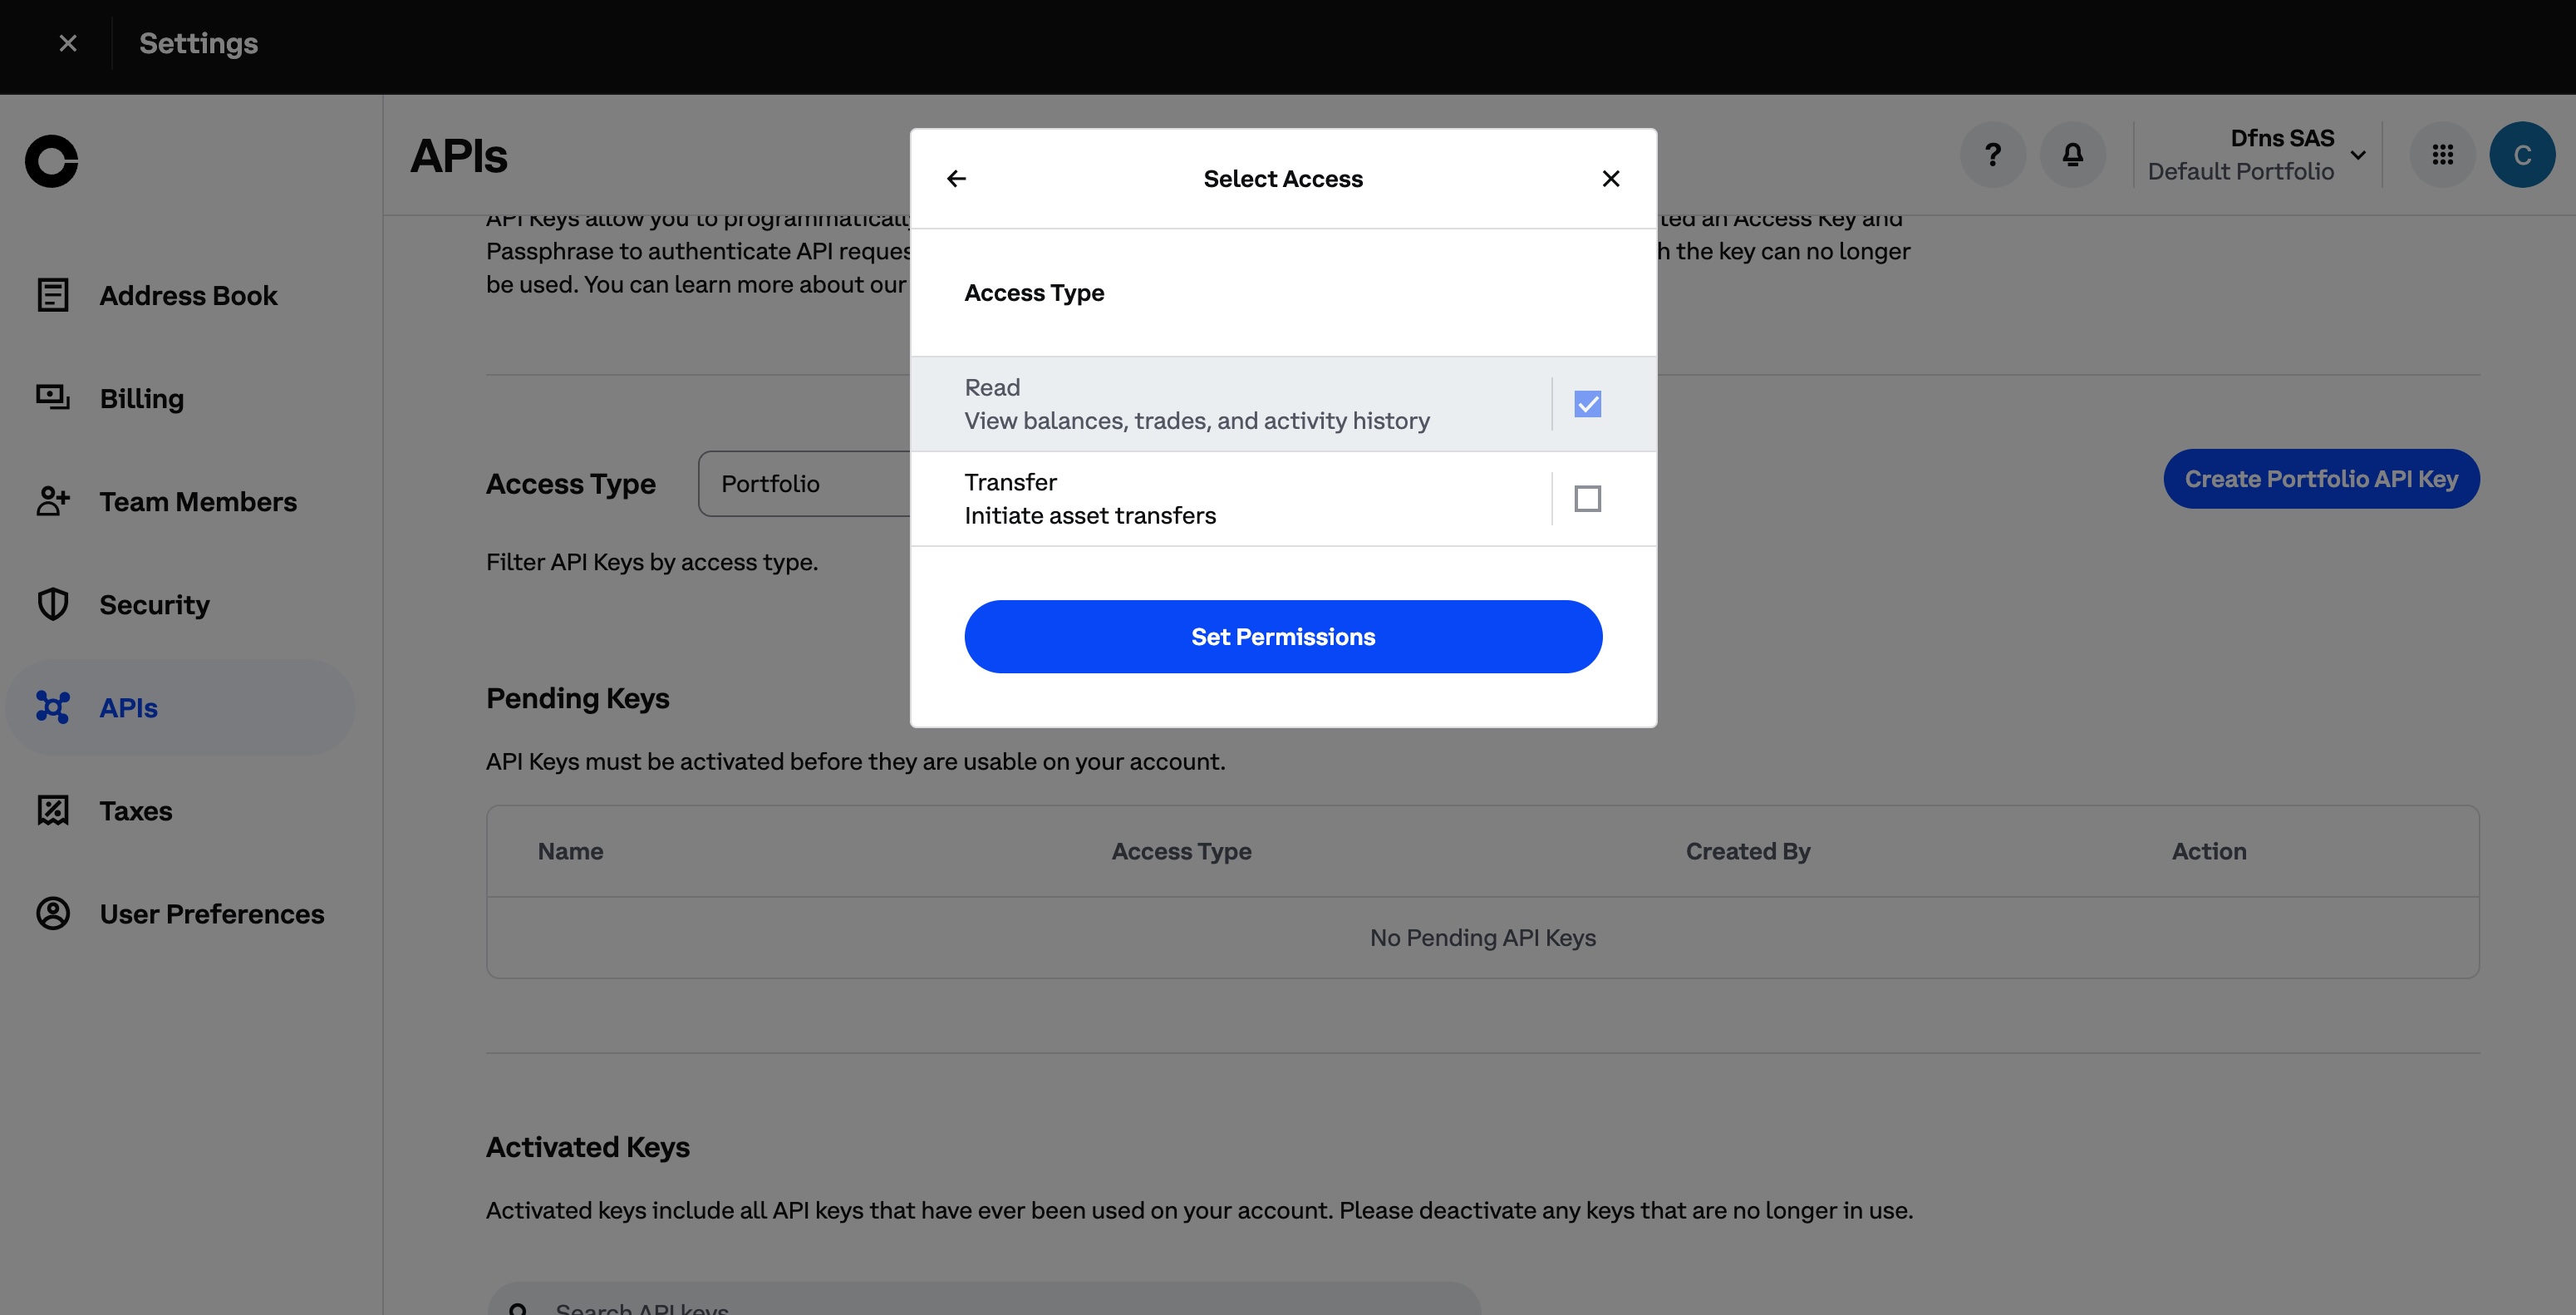 Settings
APIs
Dfns SAS
Default Portfolio
C
Address Book
Billing
Team Members
Security
APIs
Taxes
User Preferences
API Keys allow you to programmatically
ted an Access Key and
Passphrase to authenticate API reques
h the key can no longer
be used. You can learn more about our
Select Access
Access Type
Read
View balances, trades, and activity history
Transfer
Initiate asset transfers
Set Permissions
Access Type
Portfolio
Create Portfolio API Key
Filter API Keys by access type.
Pending Keys
API Keys must be activated before they are usable on your account.
Name Access Type Created By Action
No Pending API Keys
Activated Keys
Activated keys include all API keys that have ever been used on your account. Please deactivate any keys that are no longer in use.
Search API keys